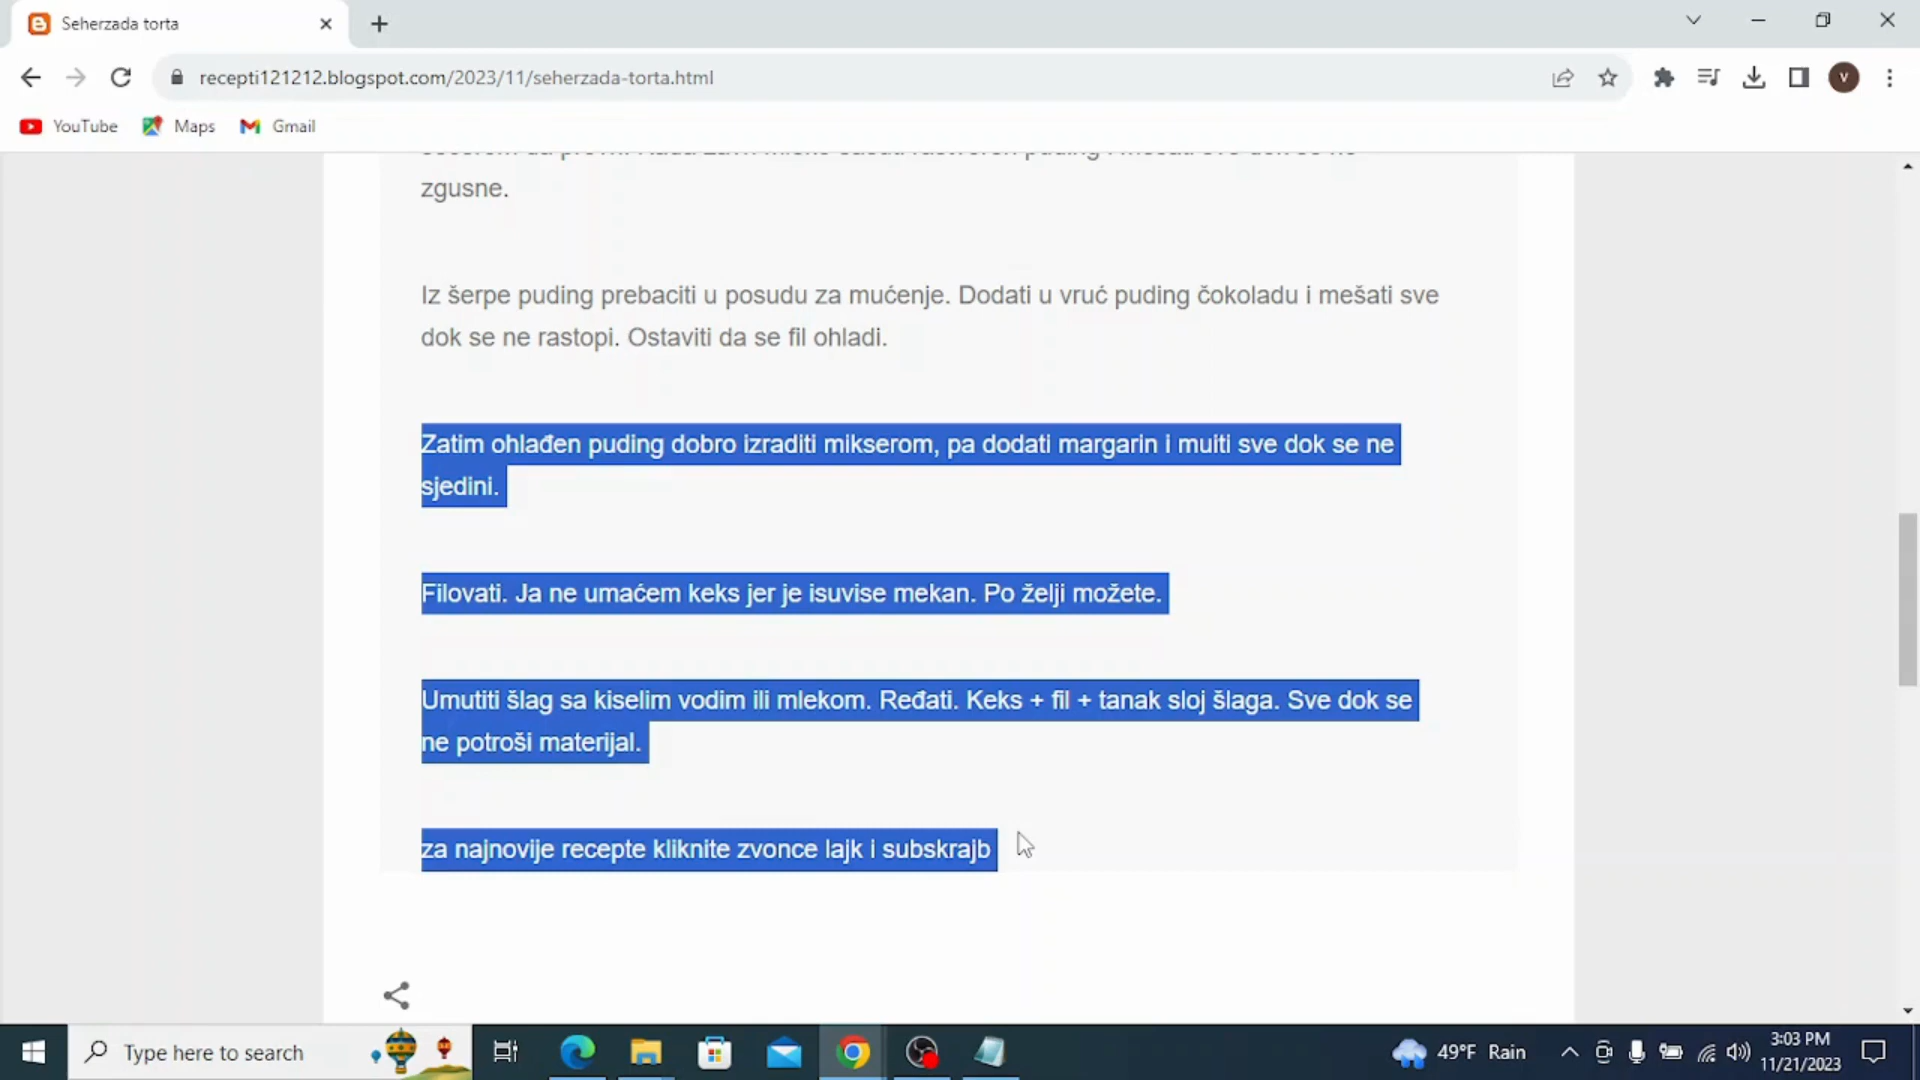 Seherzada torta
recepti121212.blogspot.com/2023/11/seherzada-torta.html
V
YouTube
Maps
Gmail
zgusne.
Iz šerpe puding prebaciti u posudu za mućenje. Dodati u vruć puding čokoladu i mešati sve
dok se ne rastopi. Ostaviti da se fil ohladi.
Zatim ohlađen puding dobro izraditi mikserom, pa dodati margarin i muiti sve dok se ne
sjedini.
Filovati. Ja ne umaćem keks jer je isuvise mekan. Po želji možete.
Umutiti šlag sa kiselim vodim ili mlekom. Ređati. Keks + fil + tanak sloj šlaga. Sve dok se
ne potroši materijal.
za najnovije recepte kliknite zvonce lajk i subskrajb
Type here to search
49°F Rain
3:03 PM
11/21/2023